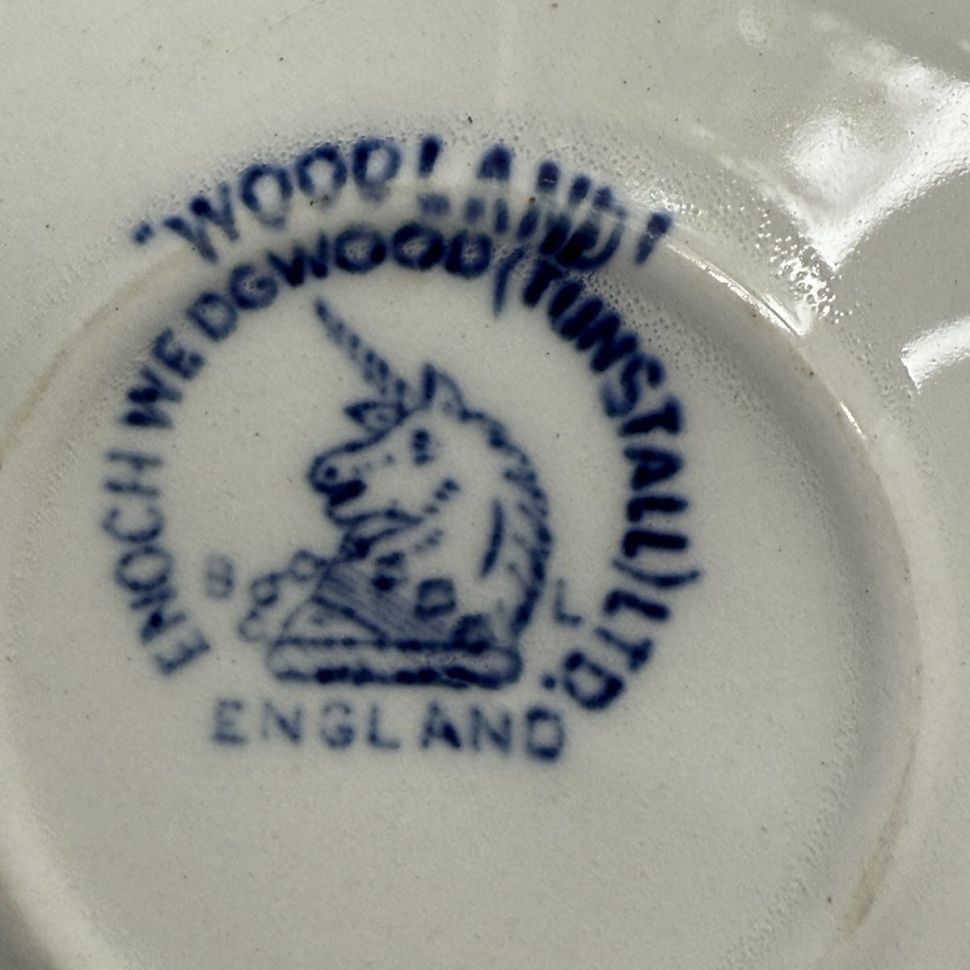 "WOODLAND"
ENOCH WEDGWOOD (TUNSTALL) LTD.
B L
ENGLAND